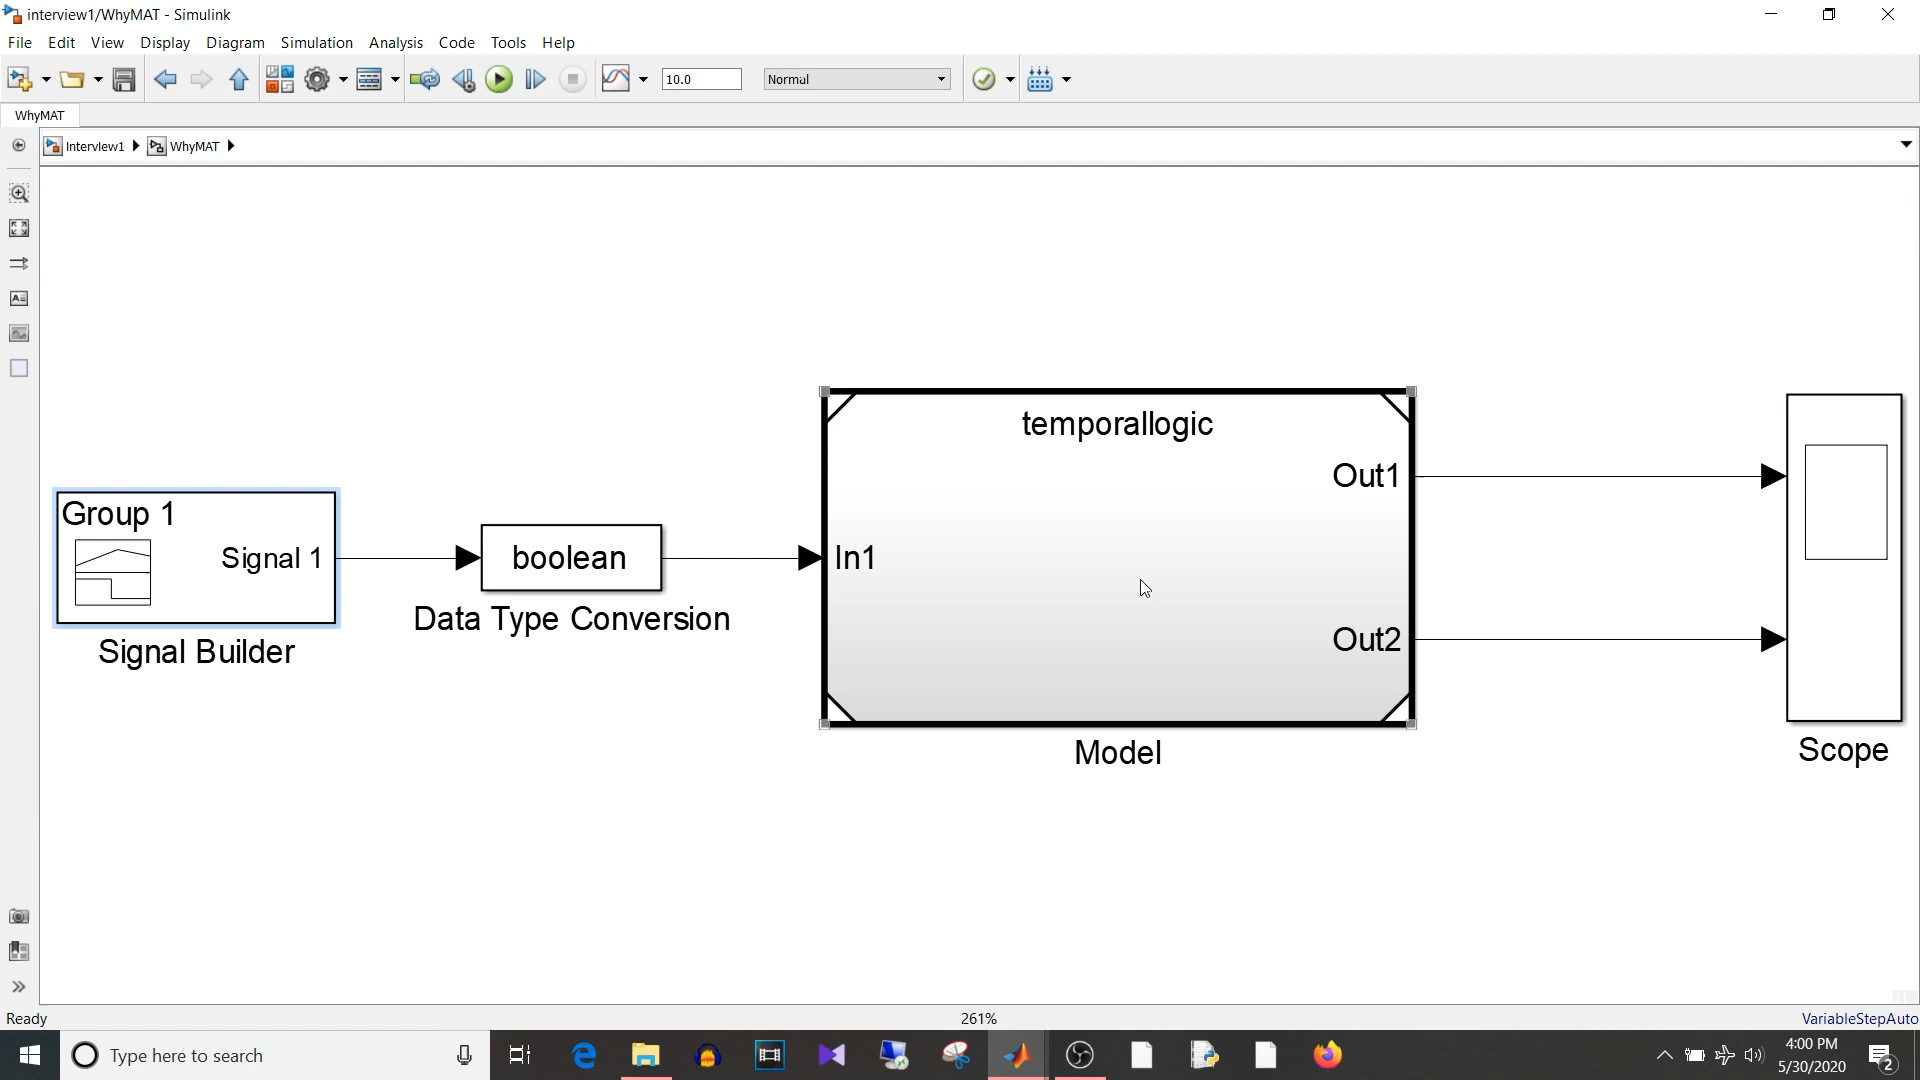 interview1/WhyMAT - Simulink
File Edit View Display Diagram Simulation Analysis Code Tools Help
10.0 Normal
WhyMAT
interview1 WhyMAT
temporallogic
Out1
Group 1
Signal 1
boolean
In1
Data Type Conversion
Signal Builder
Out2
Model
Scope
Ready 261% VariableStepAuto
Type here to search
4:00 PM
5/30/2020
2